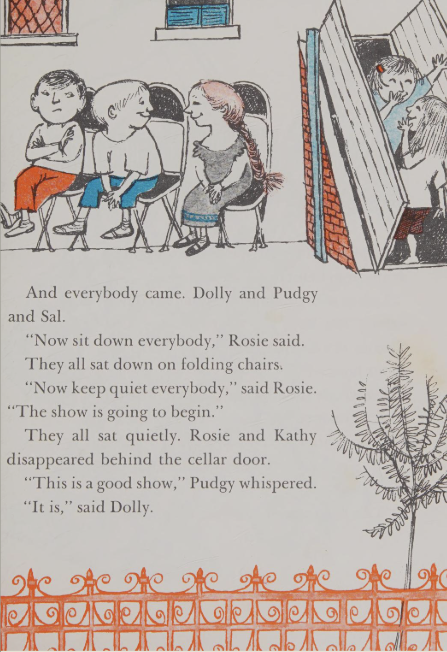 And everybody came. Dolly and Pudgy
and Sal.
“Now sit down everybody,” Rosie said.
They all sat down on folding chairs.
“Now keep quiet everybody,” said Rosie.
“The show is going to begin.”
They all sat quietly. Rosie and Kathy
disappeared behind the cellar door.
“This is a good show,” Pudgy whispered.
“It is,” said Dolly.